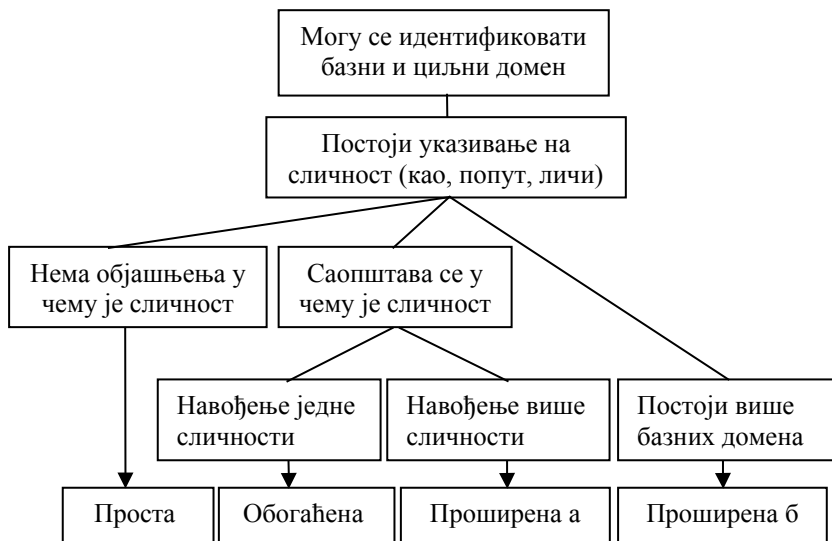 Могу се идентификовати
базни и циљни домен
Постоји указивање на
сличност (као, попут, личи)
Нема објашњења у
чему је сличност
Саопштава се у
чему је сличност
Навођење једне
сличности
Навођење више
сличности
Постоји више
базних домена
Проста
Обогаћена
Проширена а
Проширена б